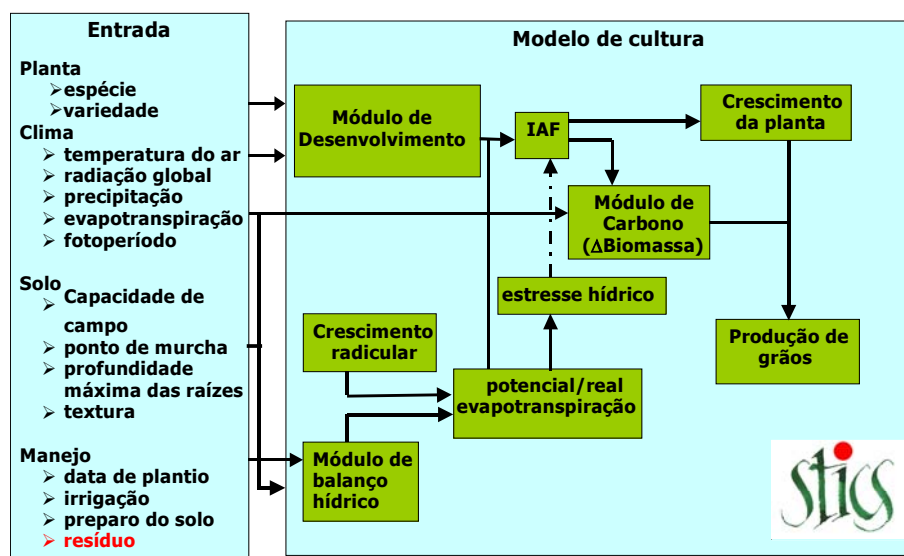 Entrada
Planta
espécie
variedade
Clima
temperatura do ar
radiação global
precipitação
evapotranspiração
fotoperíodo
Solo
Capacidade de
campo
ponto de murcha
profundidade
máxima das raízes
textura
Manejo
data de plantio
irrigação
preparo do solo
resíduo
Modelo de cultura
Módulo de
Desenvolvimento
IAF
Crescimento
da planta
Módulo de
Carbono
(ΔBiomassa)
estresse hídrico
Crescimento
radicular
potencial/real
evapotranspiração
Produção de
grãos
Módulo de
balanço
hídrico
stics